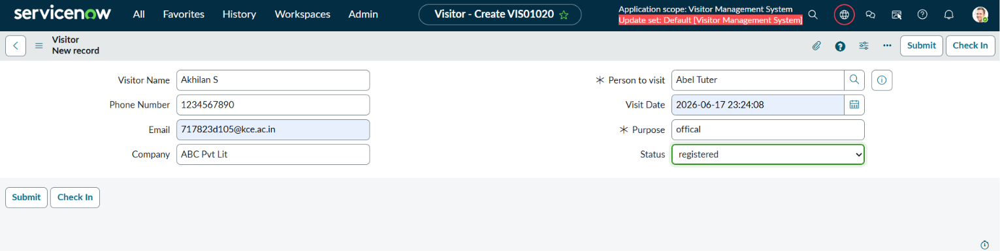 servicenow All Favorites History Workspaces Admin Visitor - Create VIS01020 Application scope: Visitor Management System
Update set: Default [Visitor Management System]
Visitor
New record
Submit Check In
Visitor Name Akhilan S
Person to visit Abel Tuter
Phone Number 1234567890
Visit Date 2026-06-17 23:24:08
Email 717823d105@kce.ac.in
Purpose offical
Company ABC Pvt Lit
Status registered
Submit Check In